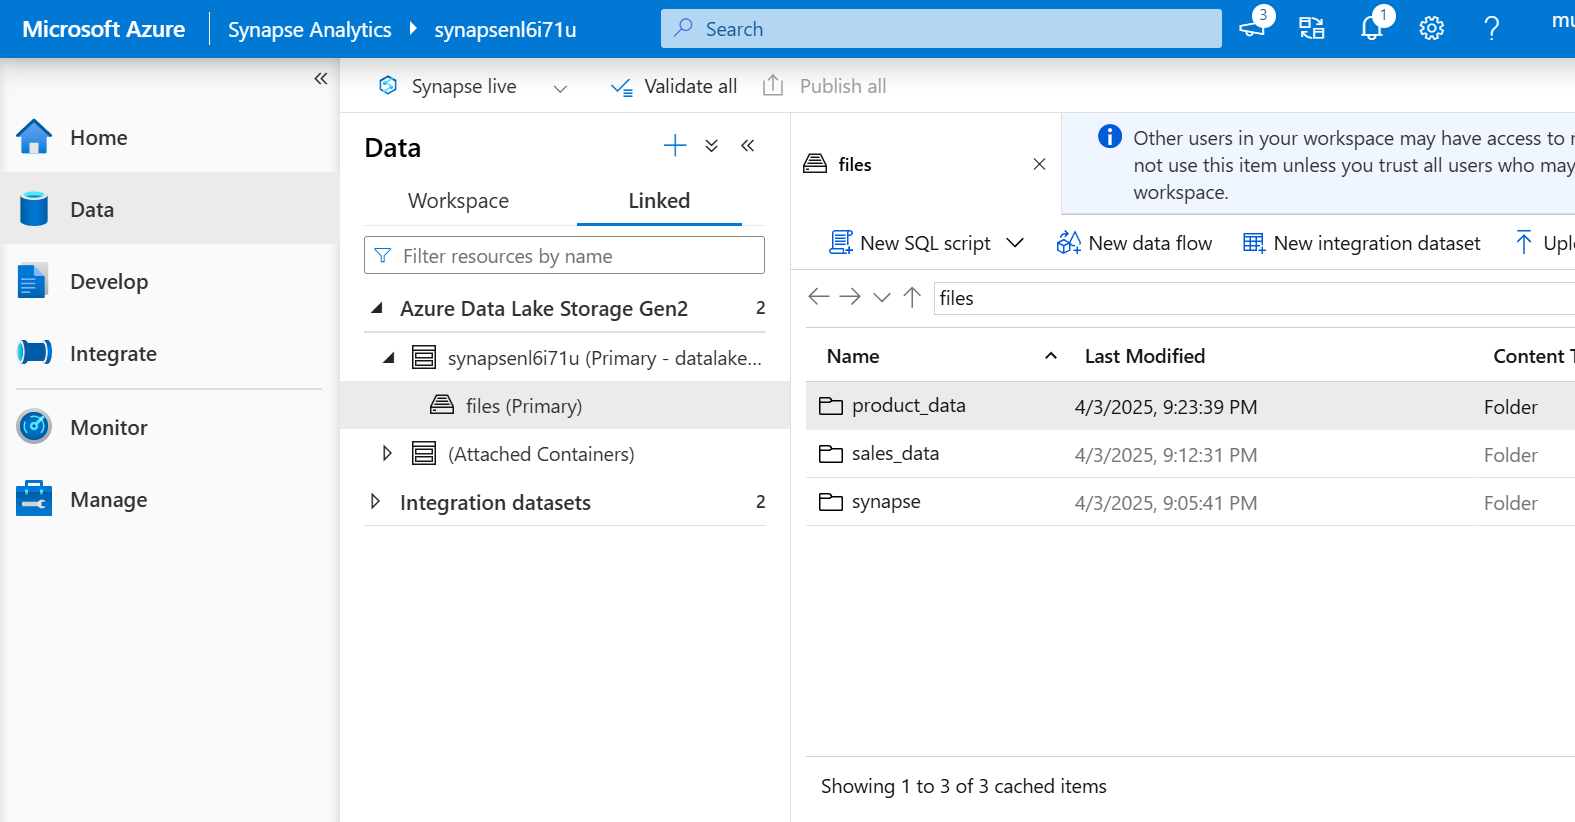 Microsoft Azure
Synapse Analytics
synapsenl6i71u
Search
3
1
mu
Synapse live
Validate all
Publish all
Home
Data
Develop
Integrate
Monitor
Manage
Data
Workspace
Linked
Filter resources by name
Azure Data Lake Storage Gen2 2
synapsenl6i71u (Primary - datalake...
files (Primary)
(Attached Containers)
Integration datasets 2
files
Other users in your workspace may have access to
not use this item unless you trust all users who may
workspace.
New SQL script
New data flow
New integration dataset
Uplo
files
Name Last Modified Content T
product_data 4/3/2025, 9:23:39 PM Folder
sales_data 4/3/2025, 9:12:31 PM Folder
synapse 4/3/2025, 9:05:41 PM Folder
Showing 1 to 3 of 3 cached items